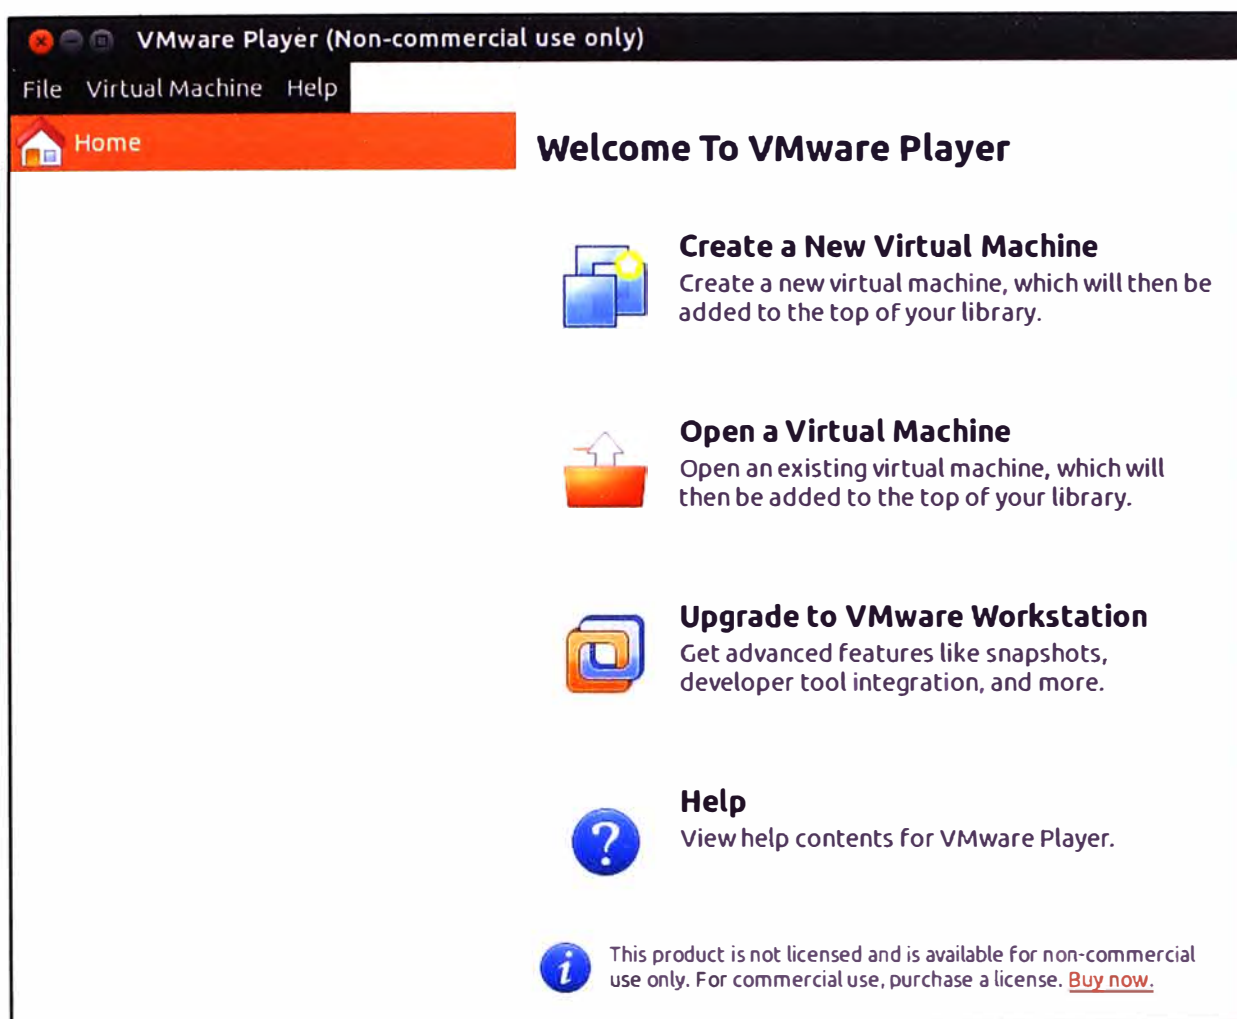 VMware Player (Non-commercial use only)
File Virtual Machine Help
Home
Welcome To VMware Player
Create a New Virtual Machine
Create a new virtual machine, which will then be
added to the top of your library.
Open a Virtual Machine
Open an existing virtual machine, which will
then be added to the top of your library.
Upgrade to VMware Workstation
Get advanced features like snapshots,
developer tool integration, and more.
Help
View help contents for VMware Player.
This product is not licensed and is available for non-commercial
use only. For commercial use, purchase a license. Buy now.